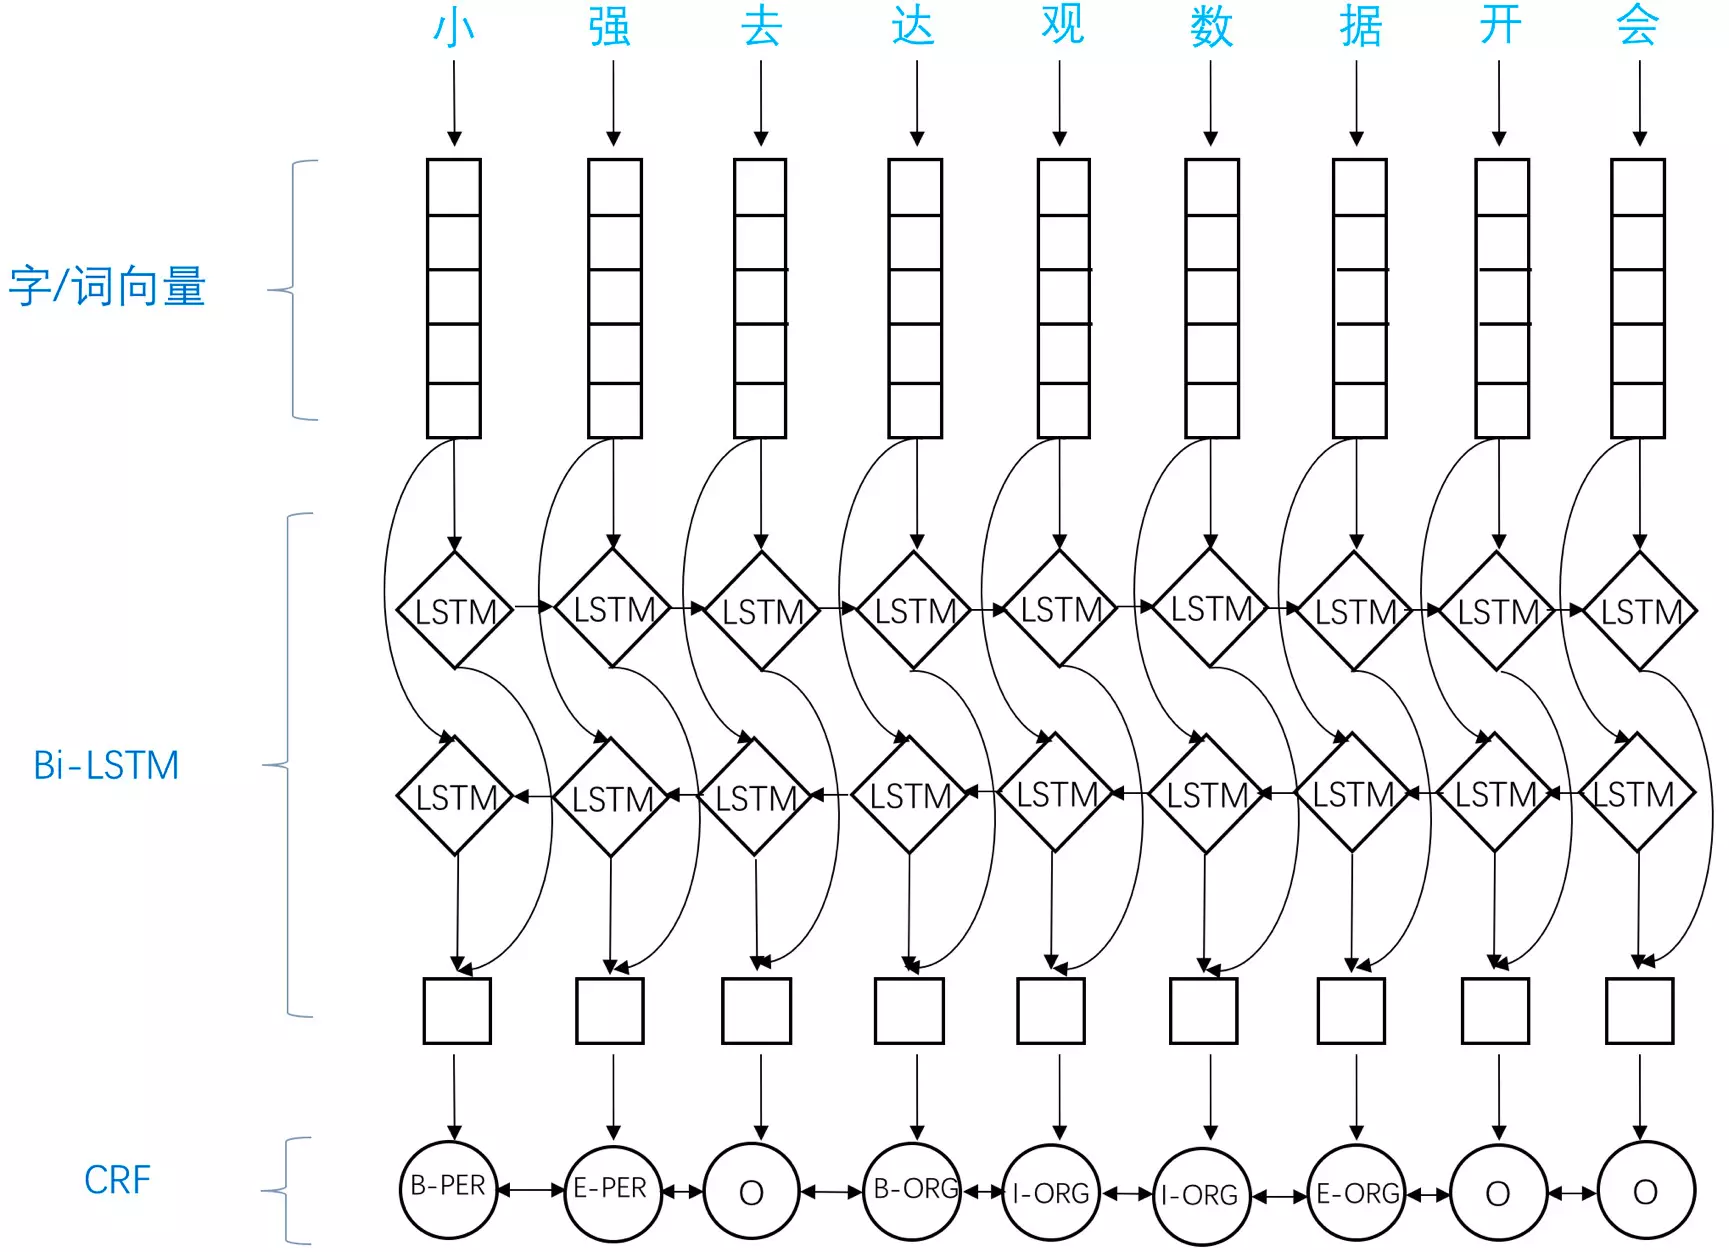 小 强 去 达 观 数 据 开 会
字/词向量
LSTM LSTM LSTM LSTM LSTM LSTM LSTM LSTM LSTM
Bi-LSTM
LSTM LSTM LSTM LSTM LSTM LSTM LSTM LSTM LSTM
CRF
B-PER E-PER O B-ORG I-ORG I-ORG E-ORG O O